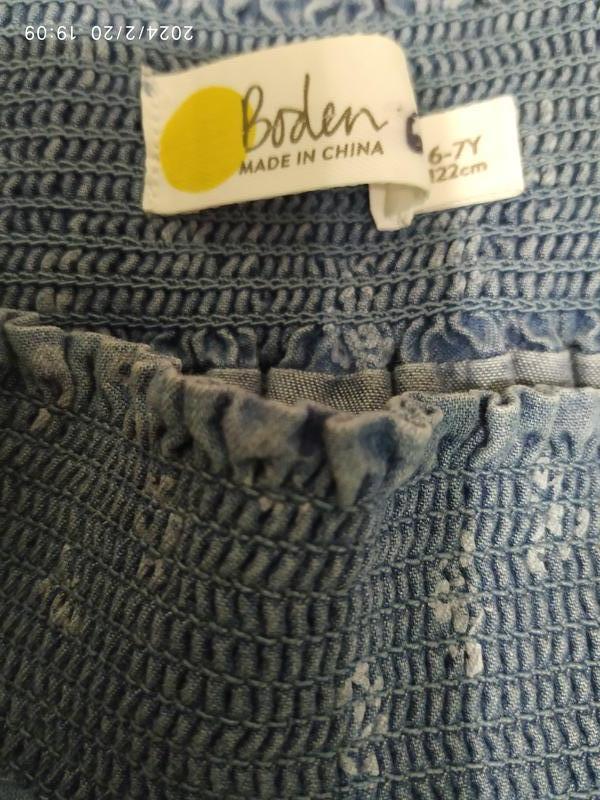 2024/2/20 19:09
Boden
MADE IN CHINA
6-7Y
122cm